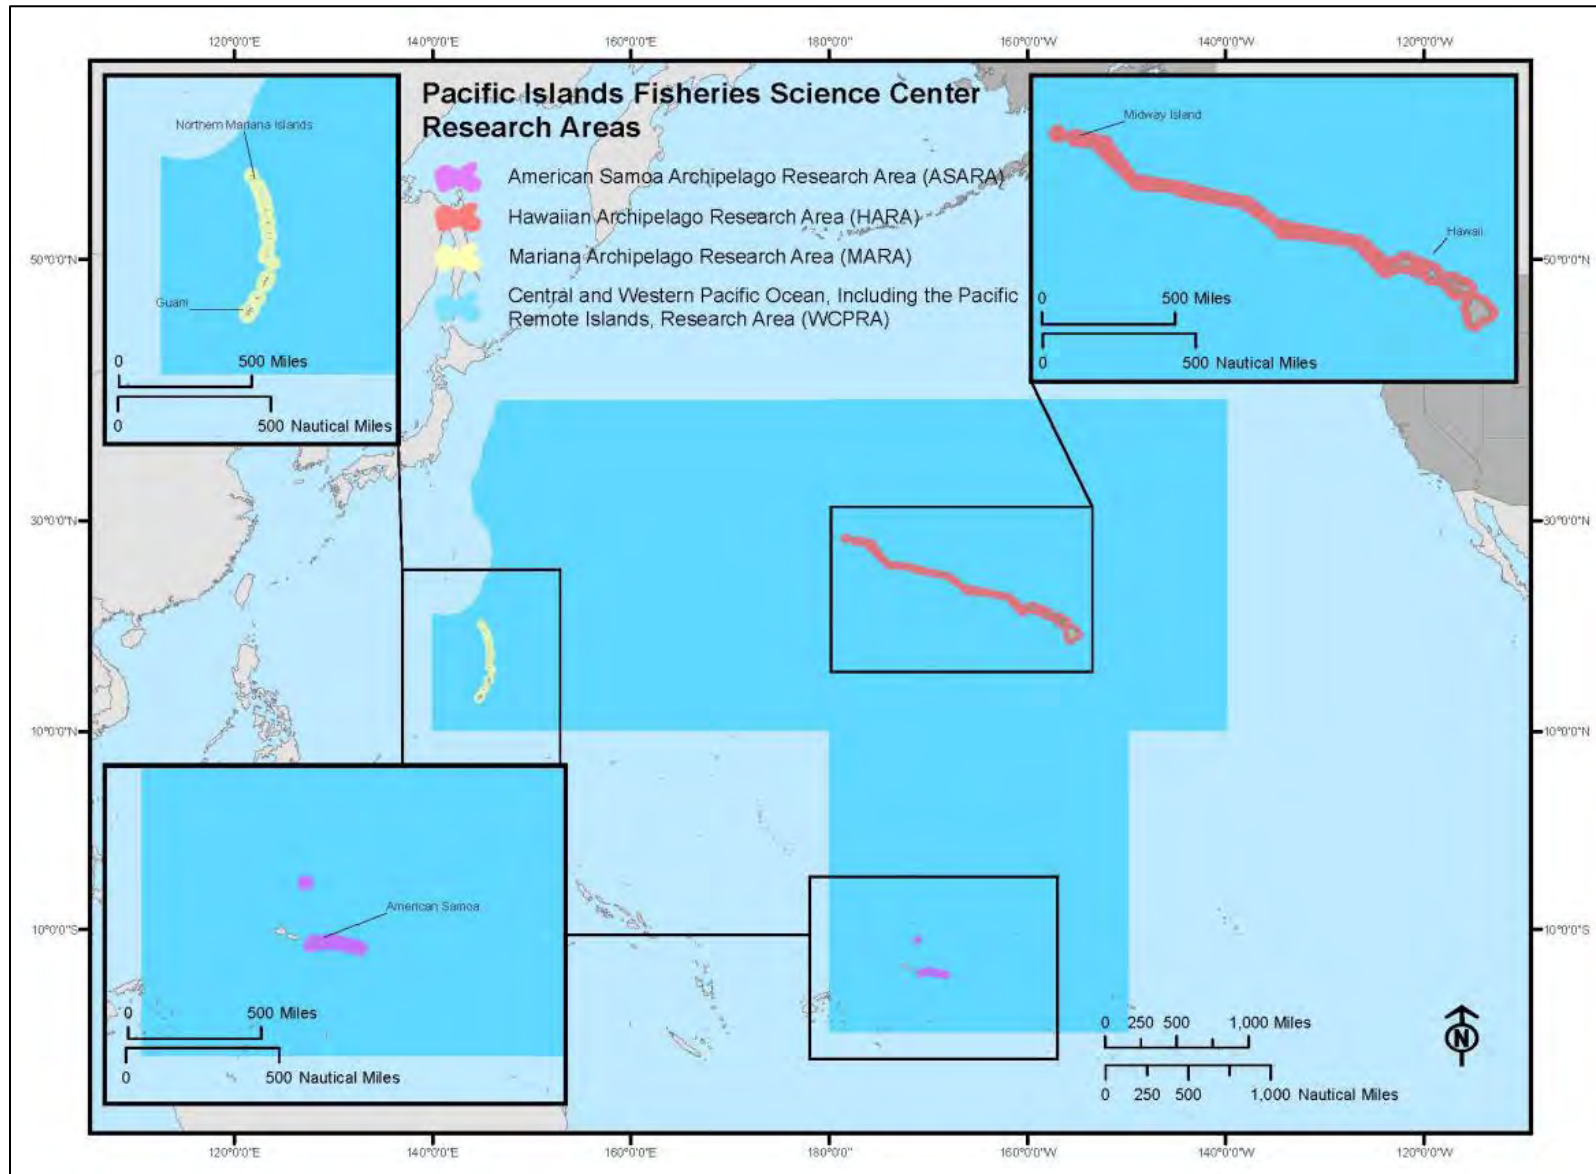 120°0'0"E
140°0'0"E
160°0'0"E
180°0'0"
160°0'0"W
140°0'0"W
120°0'0"W
Pacific Islands Fisheries Science Center
Research Areas
American Samoa Archipelago Research Area (ASARA)
Hawaiian Archipelago Research Area (HARA)
Mariana Archipelago Research Area (MARA)
Central and Western Pacific Ocean, Including the Pacific
Remote Islands, Research Area (WCPRA)
Northern Mariana Islands
Guam
0 500 Miles
0 500 Nautical Miles
Midway Island
Hawaii
0 500 Miles
0 500 Nautical Miles
50°0'0"N
50°0'0"N
30°0'0"N
30°0'0"N
10°0'0"N
10°0'0"N
American Samoa
0 500 Miles
0 500 Nautical Miles
10°0'0"S
10°0'0"S
0 250 500 1,000 Miles
0 250 500 1,000 Nautical Miles
N
120°0'0"E
140°0'0"E
160°0'0"E
180°0'0"
160°0'0"W
140°0'0"W
120°0'0"W